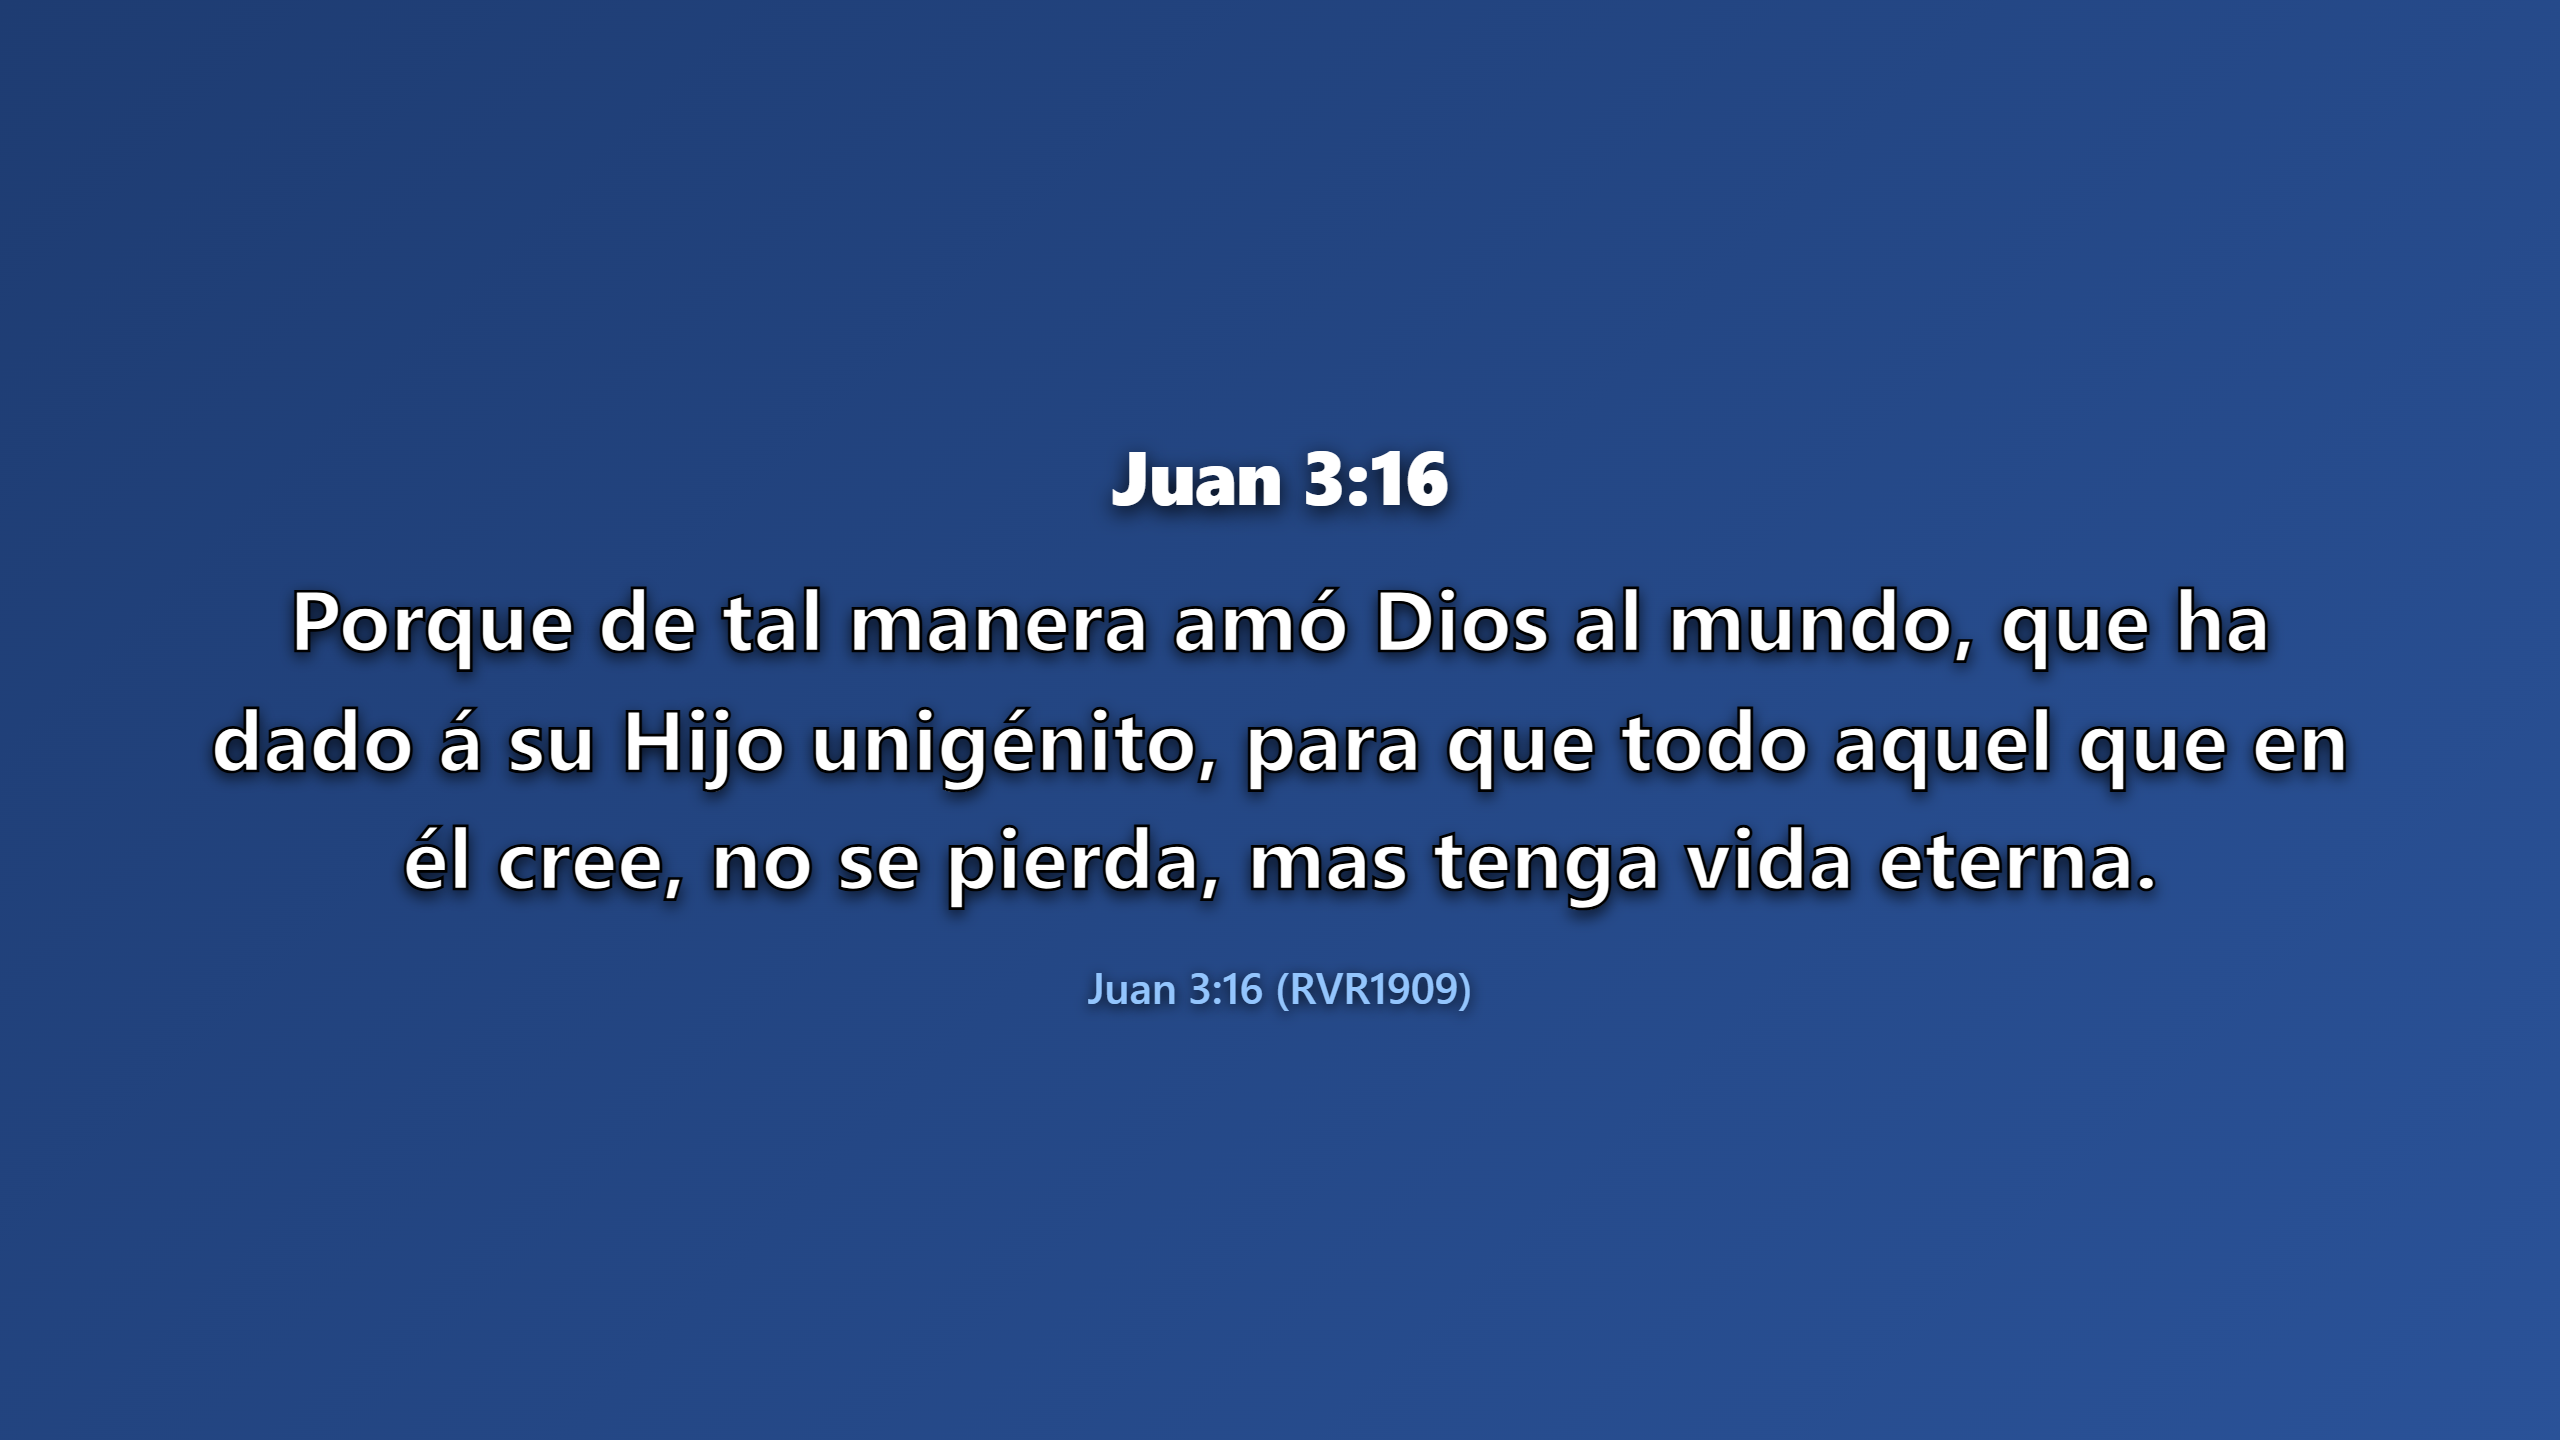 Juan 3:16
Porque de tal manera amó Dios al mundo, que ha
dado á su Hijo unigénito, para que todo aquel que en
él cree, no se pierda, mas tenga vida eterna.
Juan 3:16 (RVR1909)